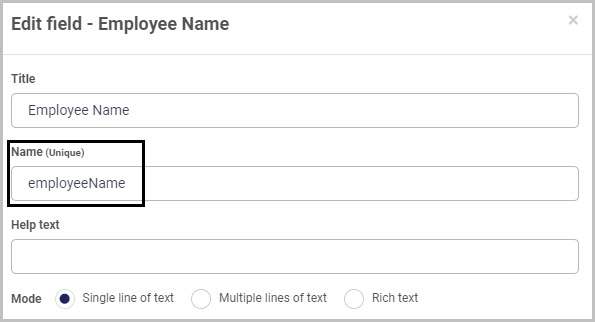 Edit field - Employee Name ×
Title
Employee Name
Name (Unique)
employeeName
Help text
Mode Single line of text Multiple lines of text Rich text